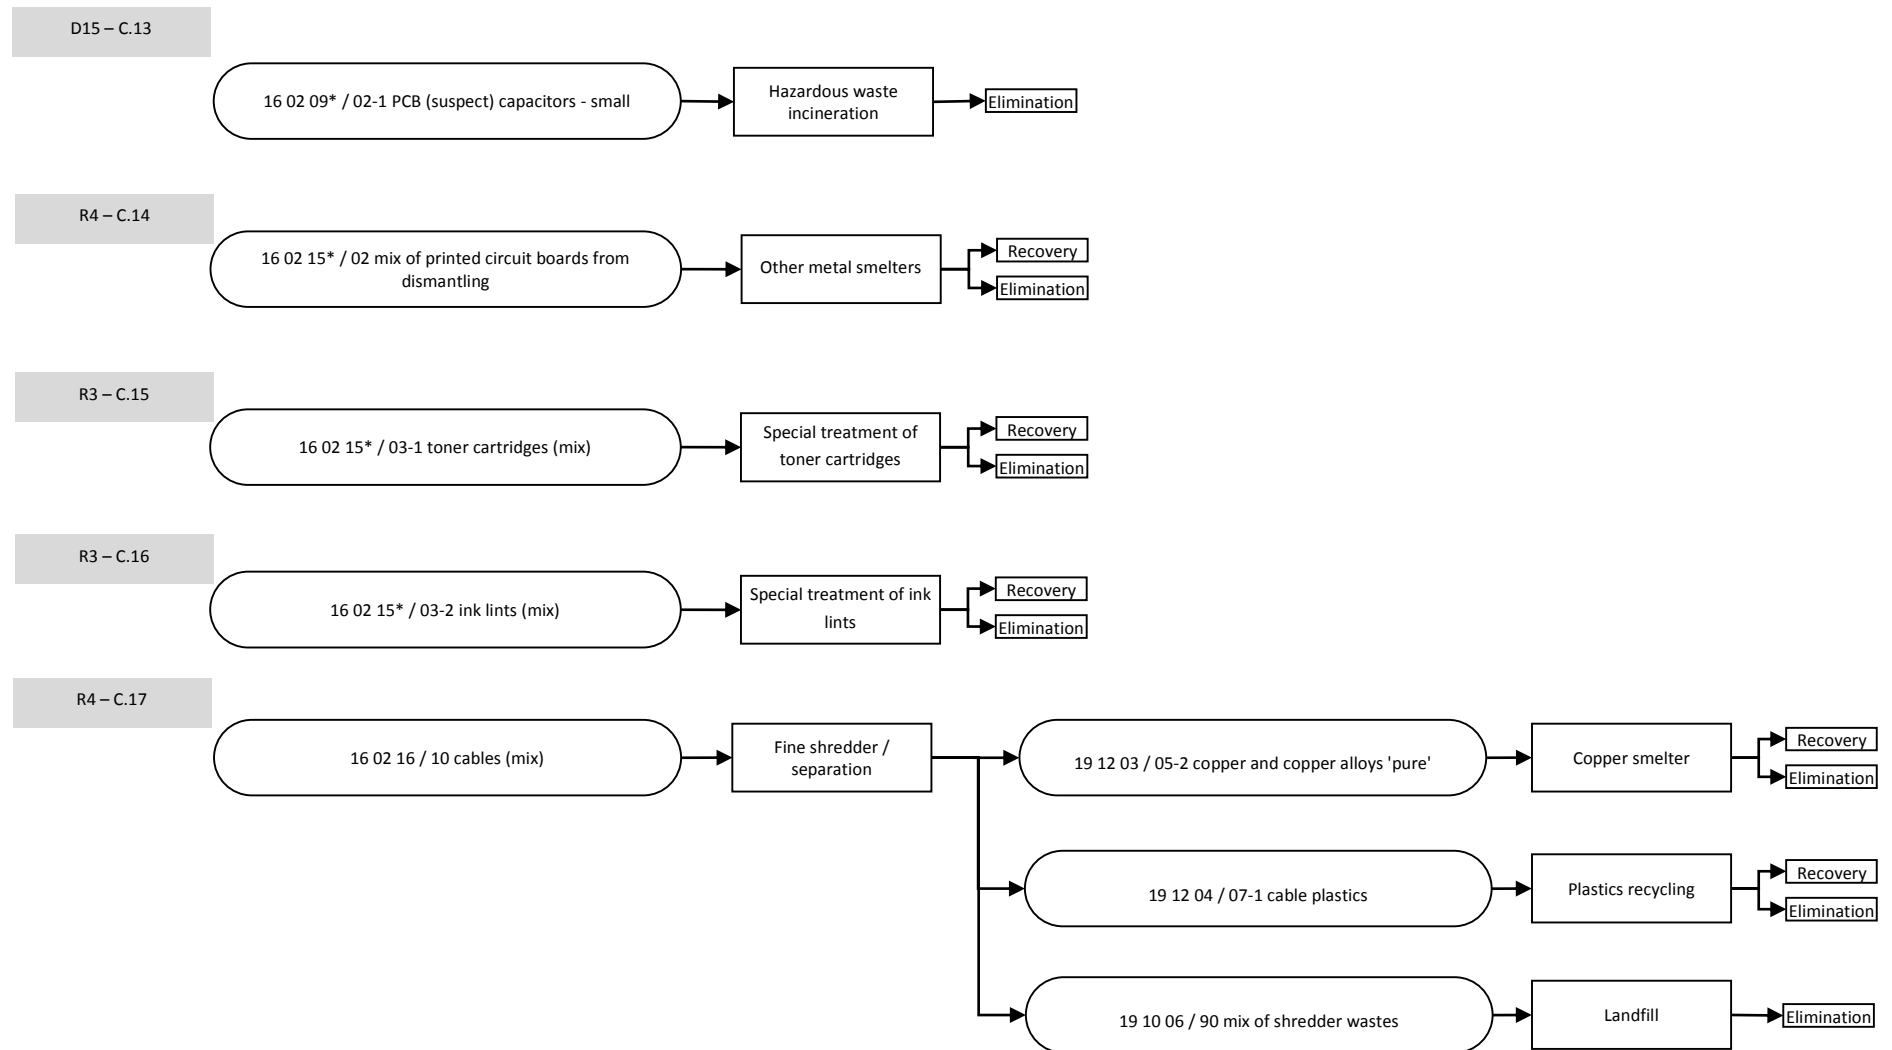 D15 – C.13
16 02 09* / 02-1 PCB (suspect) capacitors - small
Hazardous waste
incineration
Elimination
R4 – C.14
16 02 15* / 02 mix of printed circuit boards from
dismantling
Other metal smelters
Recovery
Elimination
R3 – C.15
16 02 15* / 03-1 toner cartridges (mix)
Special treatment of
toner cartridges
Recovery
Elimination
R3 – C.16
16 02 15* / 03-2 ink lints (mix)
Special treatment of ink
lints
Recovery
Elimination
R4 – C.17
16 02 16 / 10 cables (mix)
Fine shredder /
separation
19 12 03 / 05-2 copper and copper alloys 'pure'
Copper smelter
Recovery
Elimination
19 12 04 / 07-1 cable plastics
Plastics recycling
Recovery
Elimination
19 10 06 / 90 mix of shredder wastes
Landfill
Elimination